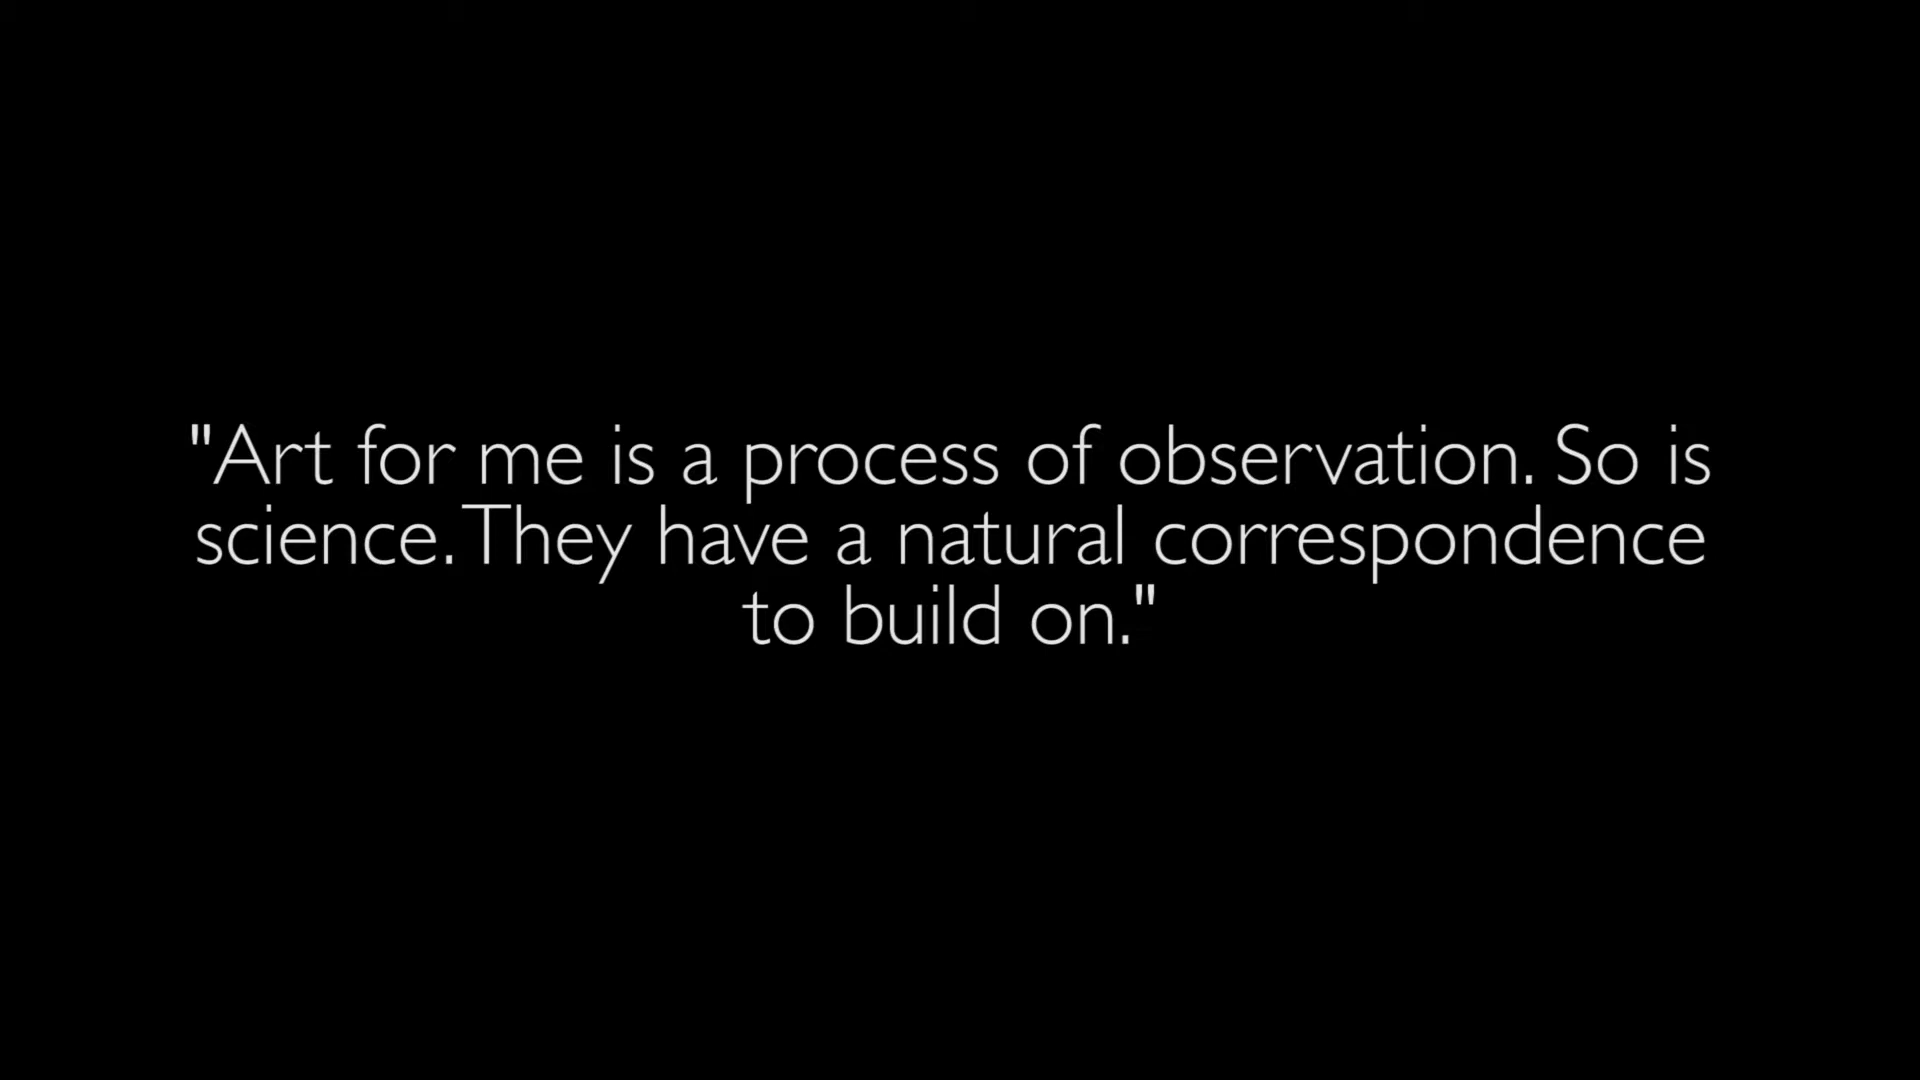 "Art for me is a process of observation. So is
science. They have a natural correspondence
to build on."